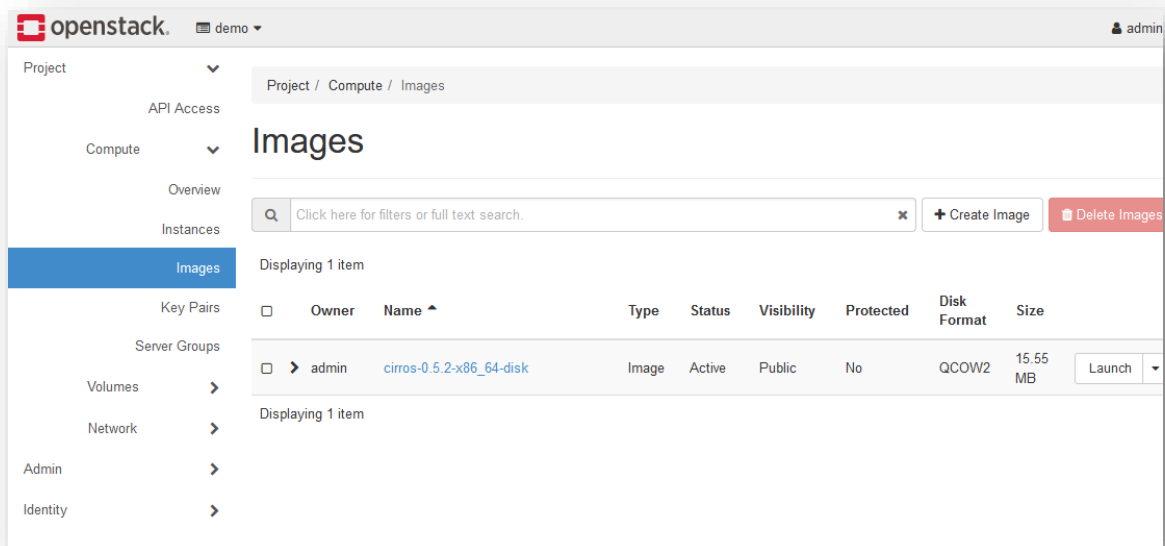 openstack. demo admin
Project
API Access
Compute
Overview
Instances
Images
Key Pairs
Server Groups
Volumes
Network
Admin
Identity
Project / Compute / Images
Images
Click here for filters or full text search. Create Image Delete Images
Displaying 1 item
Owner Name Type Status Visibility Protected Disk Format Size
admin cirros-0.5.2-x86_64-disk Image Active Public No QCOW2 15.55 MB Launch
Displaying 1 item